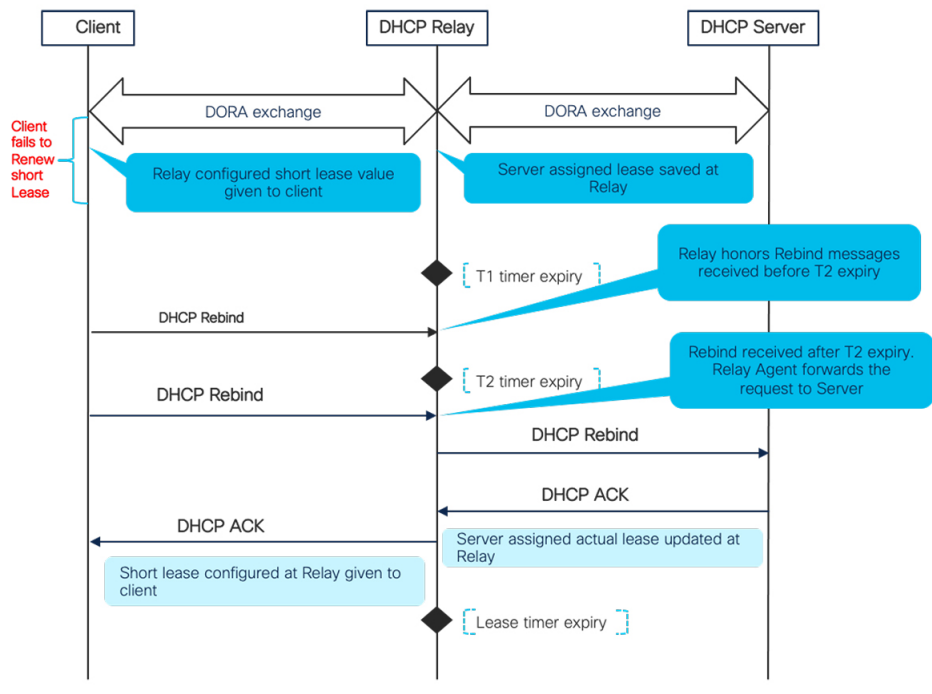 Client
DHCP Relay
DHCP Server
DORA exchange
DORA exchange
Client
fails to
Renew
short
Lease
Relay configured short lease value
given to client
Server assigned lease saved at
Relay
Relay honors Rebind messages
received before T2 expiry
T1 timer expiry
DHCP Rebind
Rebind received after T2 expiry.
Relay Agent forwards the
request to Server
T2 timer expiry
DHCP Rebind
DHCP Rebind
DHCP ACK
DHCP ACK
Server assigned actual lease updated at
Relay
Short lease configured at Relay given to
client
Lease timer expiry